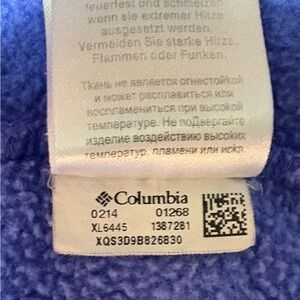 feuerfest und schmelzen
wenn sie extremer Hitze
ausgesetzt werden.
Vermeiden Sie starke Hitze,
Flammen oder Funken.
Ткань не является огнестойкой
и может расплавиться или
воспламениться при высокой
температуре. Не подвергайте
изделие воздействию высоких
температур, пламени или искр.
Columbia
0214 01268
XL6445 1387281
XQS3D9B826830